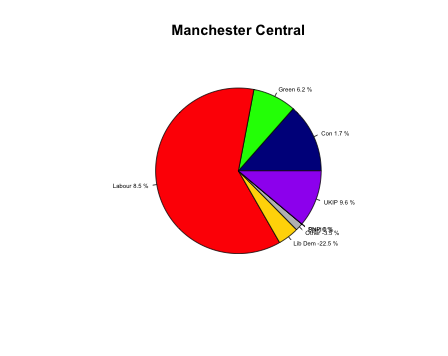 Manchester Central
Green 6.2 %
Con 1.7 %
Labour 8.5 %
UKIP 9.6 %
Other -3.5 %
Lib Dem -22.5 %